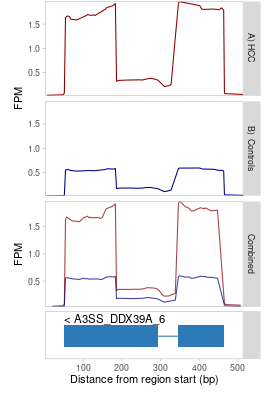 1.5
1.0
0.5
A) HCC
FPM
1.5
1.0
0.5
B) Controls
1.5
1.0
0.5
Combined
FPM
< A3SS_DDX39A_6
100 200 300 400 500
Distance from region start (bp)